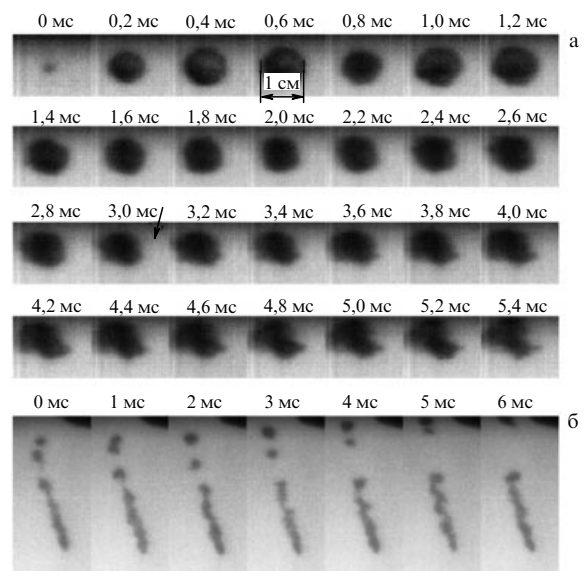 0 мс 0,2 мс 0,4 мс 0,6 мс 0,8 мс 1,0 мс 1,2 мс
а
1 см
1,4 мс 1,6 мс 1,8 мс 2,0 мс 2,2 мс 2,4 мс 2,6 мс
2,8 мс 3,0 мс 3,2 мс 3,4 мс 3,6 мс 3,8 мс 4,0 мс
4,2 мс 4,4 мс 4,6 мс 4,8 мс 5,0 мс 5,2 мс 5,4 мс
0 мс 1 мс 2 мс 3 мс 4 мс 5 мс 6 мс
б